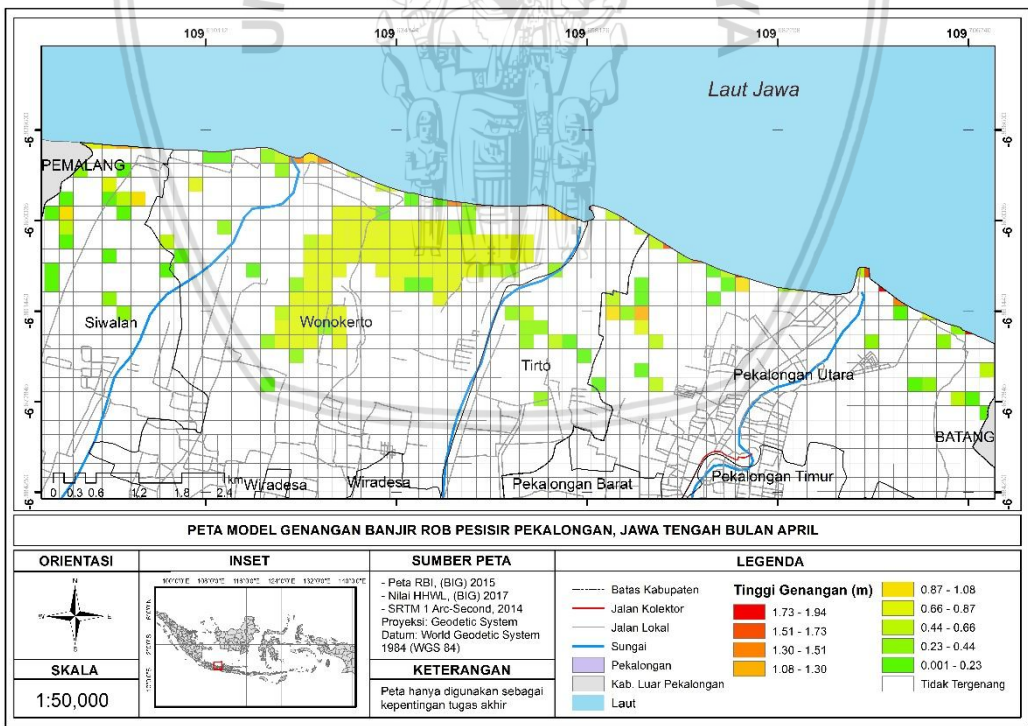 109 109 109 109 109
Laut Jawa
-6
PEMALANG
-6
-6
Siwalan
Wonokerto
Tirto
Pekalongan Utara
-6
BATANG
km
0 0.3 0.6 1.2 1.8 2.4
Wiradesa
Wiradesa
Pekalongan Barat
Pekalongan Timur
-6
PETA MODEL GENANGAN BANJIR ROB PESISIR PEKALONGAN, JAWA TENGAH BULAN APRIL
ORIENTASI
N
SKALA
1:50,000
INSET
SUMBER PETA
- Peta RBI, (BIG) 2015
- Nilai HHWL, (BIG) 2017
- SRTM 1 Arc-Second, 2014
Proyeksi: Geodetic System
Datum: World Geodetic System
1984 (WGS 84)
KETERANGAN
Peta hanya digunakan sebagai
kepentingan tugas akhir
LEGENDA
Batas Kabupaten
Jalan Kolektor
Jalan Lokal
Sungai
Pekalongan
Kab. Luar Pekalongan
Laut
Tinggi Genangan (m)
1.73 - 1.94
1.51 - 1.73
1.30 - 1.51
1.08 - 1.30
0.87 - 1.08
0.66 - 0.87
0.44 - 0.66
0.23 - 0.44
0.001 - 0.23
Tidak Tergenang